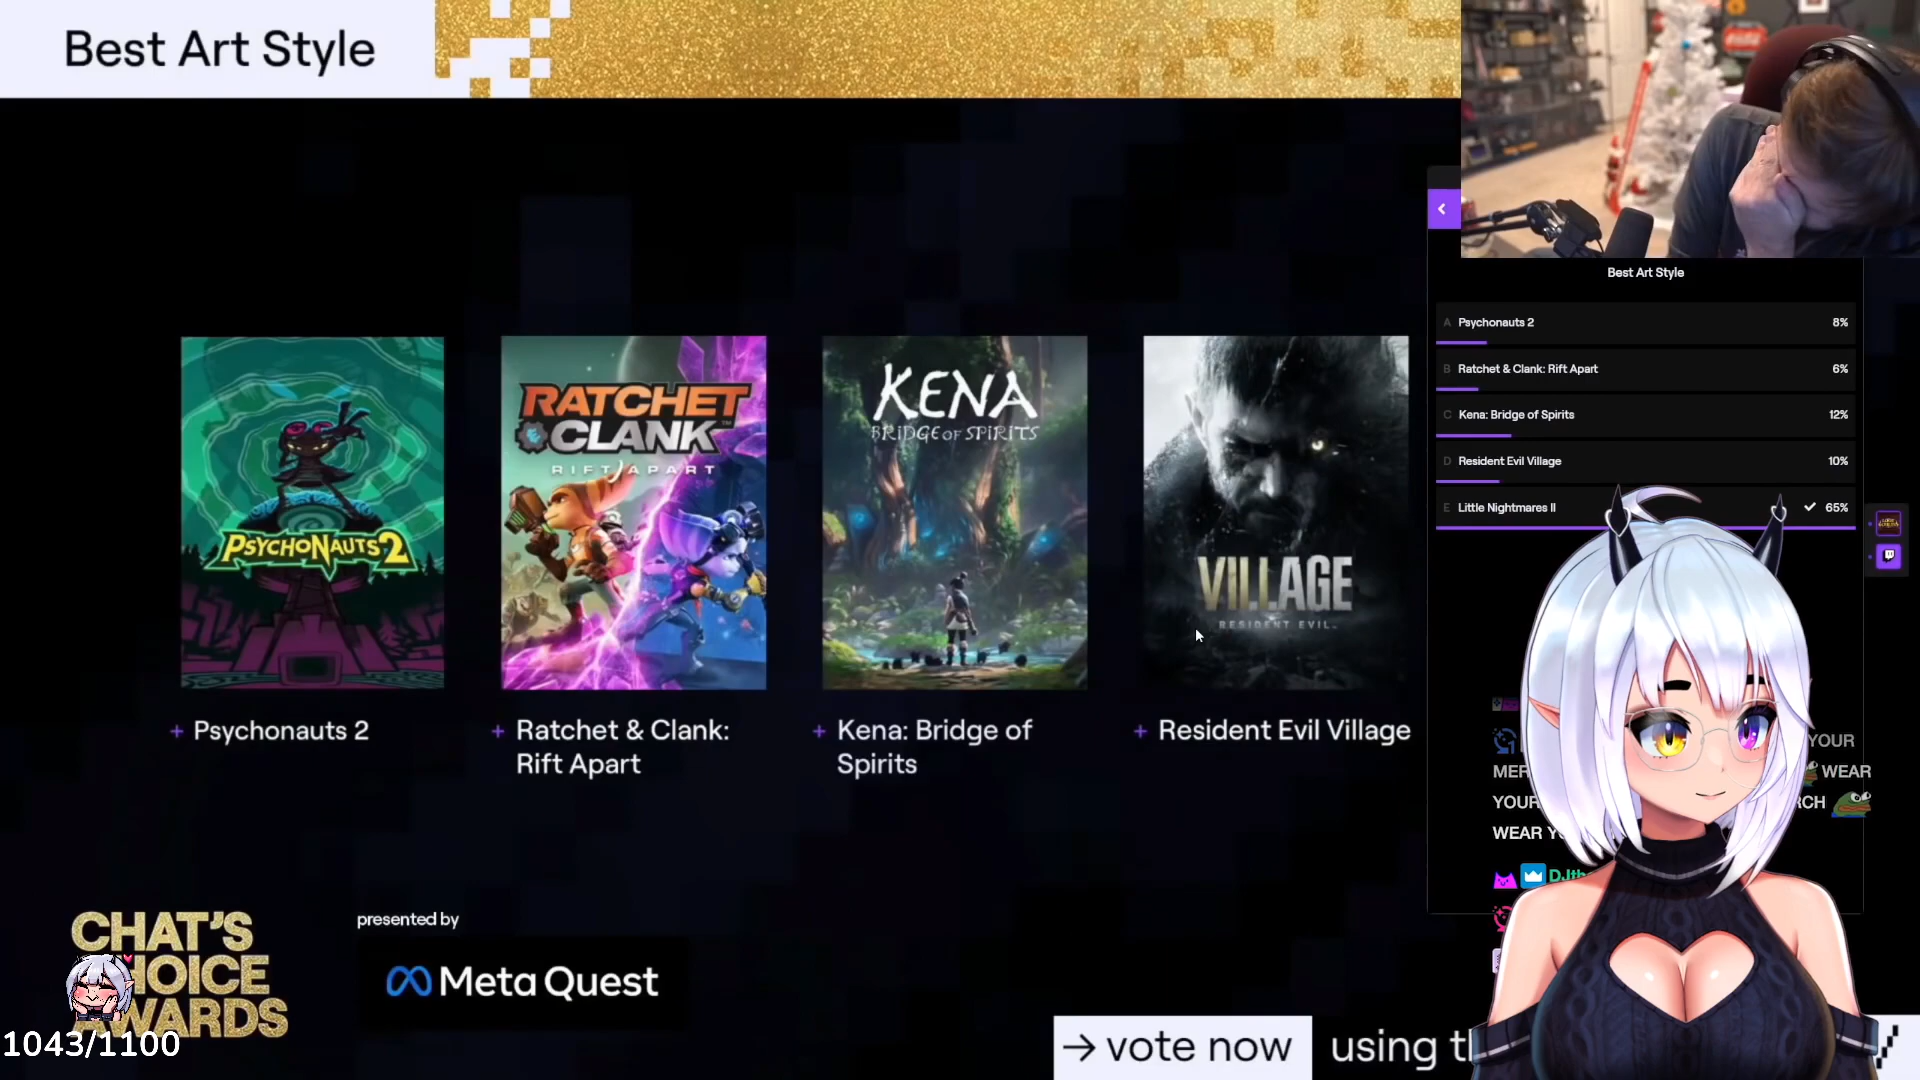 Best Art Style
PSYCHONAUTS 2
RATCHET
CLANK
RIFT APART
KENA
BRIDGE OF SPIRITS
VILLAGE
RESIDENT EVIL
+ Psychonauts 2
+ Ratchet & Clank:
Rift Apart
+ Kena: Bridge of
Spirits
+ Resident Evil Village
Best Art Style
A Psychonauts 2 8%
B Ratchet & Clank: Rift Apart 6%
C Kena: Bridge of Spirits 12%
D Resident Evil Village 10%
E Little Nightmares II 65%
YOUR
WEAR
YOUR
WEAR
CHAT'S
CHOICE
AWARDS
presented by
Meta Quest
1043/1100
→ vote now using